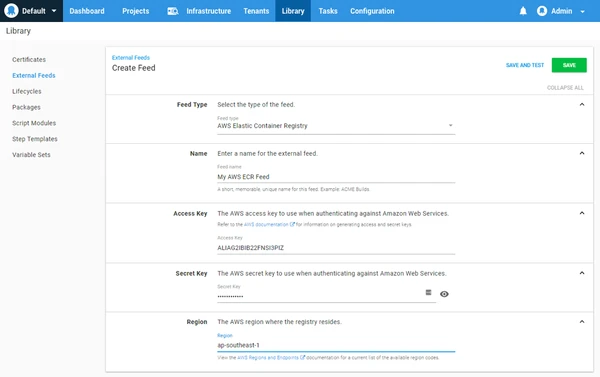 Default Dashboard Projects Infrastructure Tenants Library Tasks Configuration Admin
Library
Certificates
External Feeds
Lifecycles
Packages
Script Modules
Step Templates
Variable Sets
External Feeds
Create Feed
SAVE AND TEST SAVE
COLLAPSE ALL
Feed Type Select the type of the feed.
Feed type
AWS Elastic Container Registry
Name Enter a name for the external feed.
Feed name
My AWS ECR Feed
A short, memorable, unique name for this feed. Example: ACME Builds.
Access Key The AWS access key to use when authenticating against Amazon Web Services.
Refer to the AWS documentation for information on generating access and secret keys.
Access Key
ALIAG2IBIB22FNSI3PIZ
Secret Key The AWS secret key to use when authenticating against Amazon Web Services.
Secret Key
••••••••••••
Region The AWS region where the registry resides.
Region
ap-southeast-1
View the AWS Regions and Endpoints documentation for a current list of the available region codes.